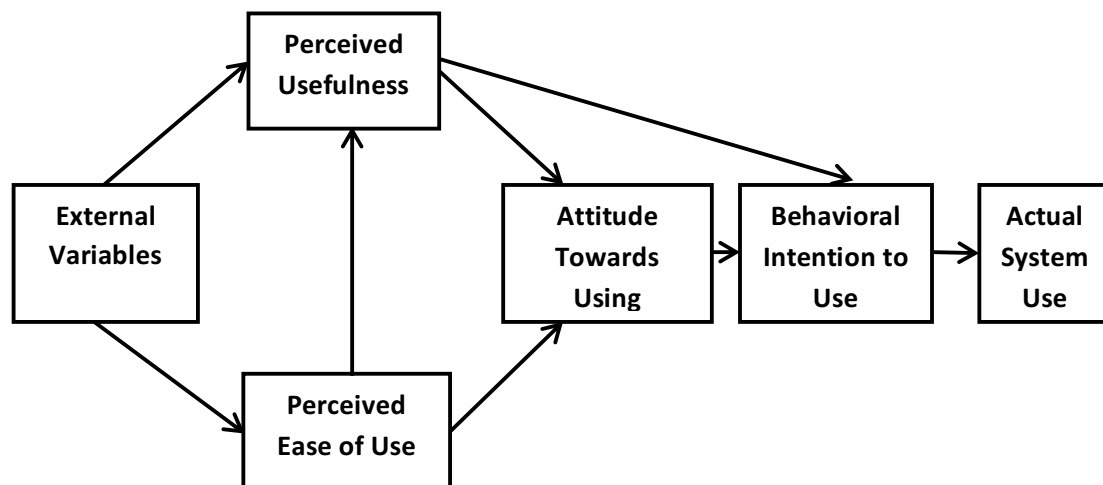 Perceived
Usefulness
External
Variables
Attitude
Towards
Using
Behavioral
Intention to
Use
Actual
System
Use
Perceived
Ease of Use